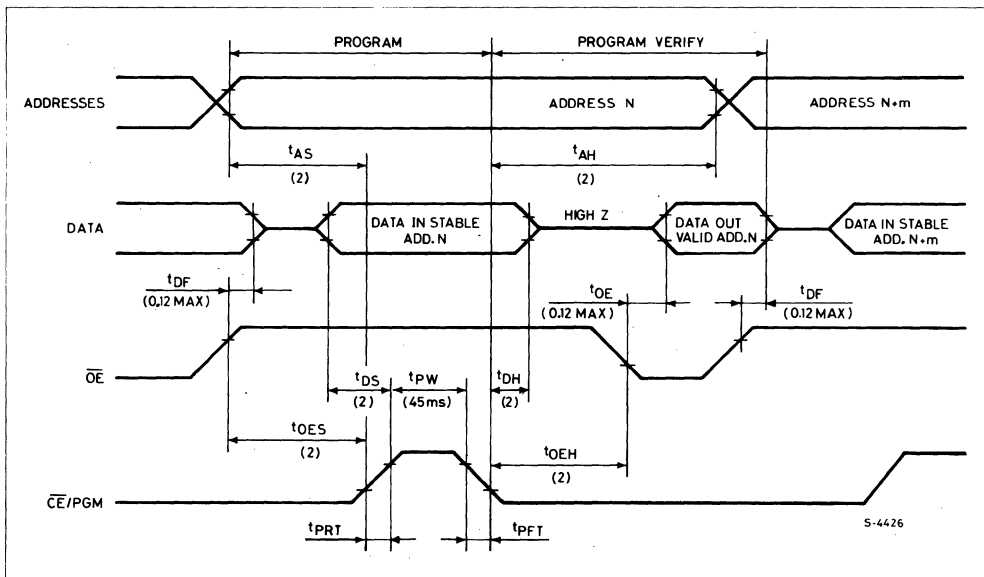 PROGRAM
PROGRAM VERIFY
ADDRESSES
ADDRESS N
ADDRESS N+m
tAS
(2)
tAH
(2)
DATA
DATA IN STABLE
ADD. N
HIGH Z
DATA OUT
VALID ADD.N
DATA IN STABLE
ADD. N+m
tDF
(0.12 MAX)
tOE
(0.12 MAX)
tDF
(0.12 MAX)
OE
tDS
(2)
tPW
(45ms)
tDH
(2)
tOES
(2)
tOEH
(2)
CE/PGM
tPRT
tPFT
S-4426